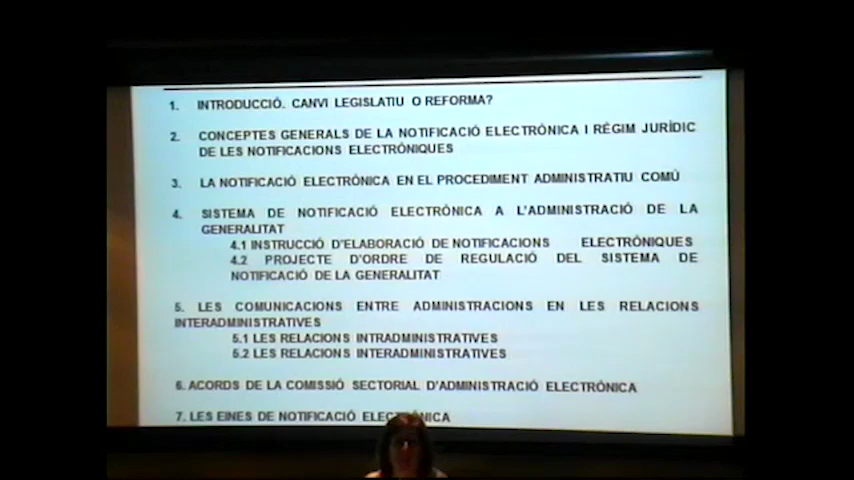 1. INTRODUCCIÓ. CANVI LEGISLATIU O REFORMA?
2. CONCEPTES GENERALS DE LA NOTIFICACIÓ ELECTRÒNICA I RÈGIM JURÍDIC
DE LES NOTIFICACIONS ELECTRÒNIQUES
3. LA NOTIFICACIÓ ELECTRÒNICA EN EL PROCEDIMENT ADMINISTRATIU COMÚ
4. SISTEMA DE NOTIFICACIÓ ELECTRÒNICA A L'ADMINISTRACIÓ DE LA
GENERALITAT
4.1 INSTRUCCIÓ D'ELABORACIÓ DE NOTIFICACIONS ELECTRÒNIQUES
4.2 PROJECTE D'ORDRE DE REGULACIÓ DEL SISTEMA DE
NOTIFICACIÓ DE LA GENERALITAT
5. LES COMUNICACIONS ENTRE ADMINISTRACIONS EN LES RELACIONS
INTERADMINISTRATIVES
5.1 LES RELACIONS INTRADMINISTRATIVES
5.2 LES RELACIONS INTERADMINISTRATIVES
6. ACORDS DE LA COMISSIÓ SECTORIAL D'ADMINISTRACIÓ ELECTRÒNICA
7. LES EINES DE NOTIFICACIÓ ELECTRÒNICA